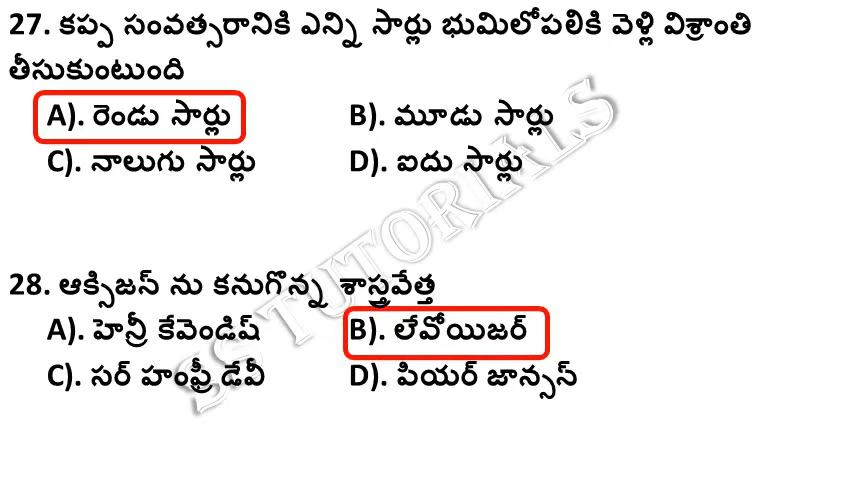 27. కప్ప సంవత్సరానికి ఎన్ని సార్లు భుమిలోపలికి వెళ్లి విశ్రాంతి
తీసుకుంటుంది
A). రెండు సార్లు B). మూడు సార్లు
C). నాలుగు సార్లు D). ఐదు సార్లు
SS TUTORIALS
28. ఆక్సిజన్ ను కనుగొన్న శాస్త్రవేత్త
A). హెన్రీ కేవెండిష్ B). లేవోయిజర్
C). సర్ హంఫ్రీ డేవీ D). పియర్ జాన్సన్